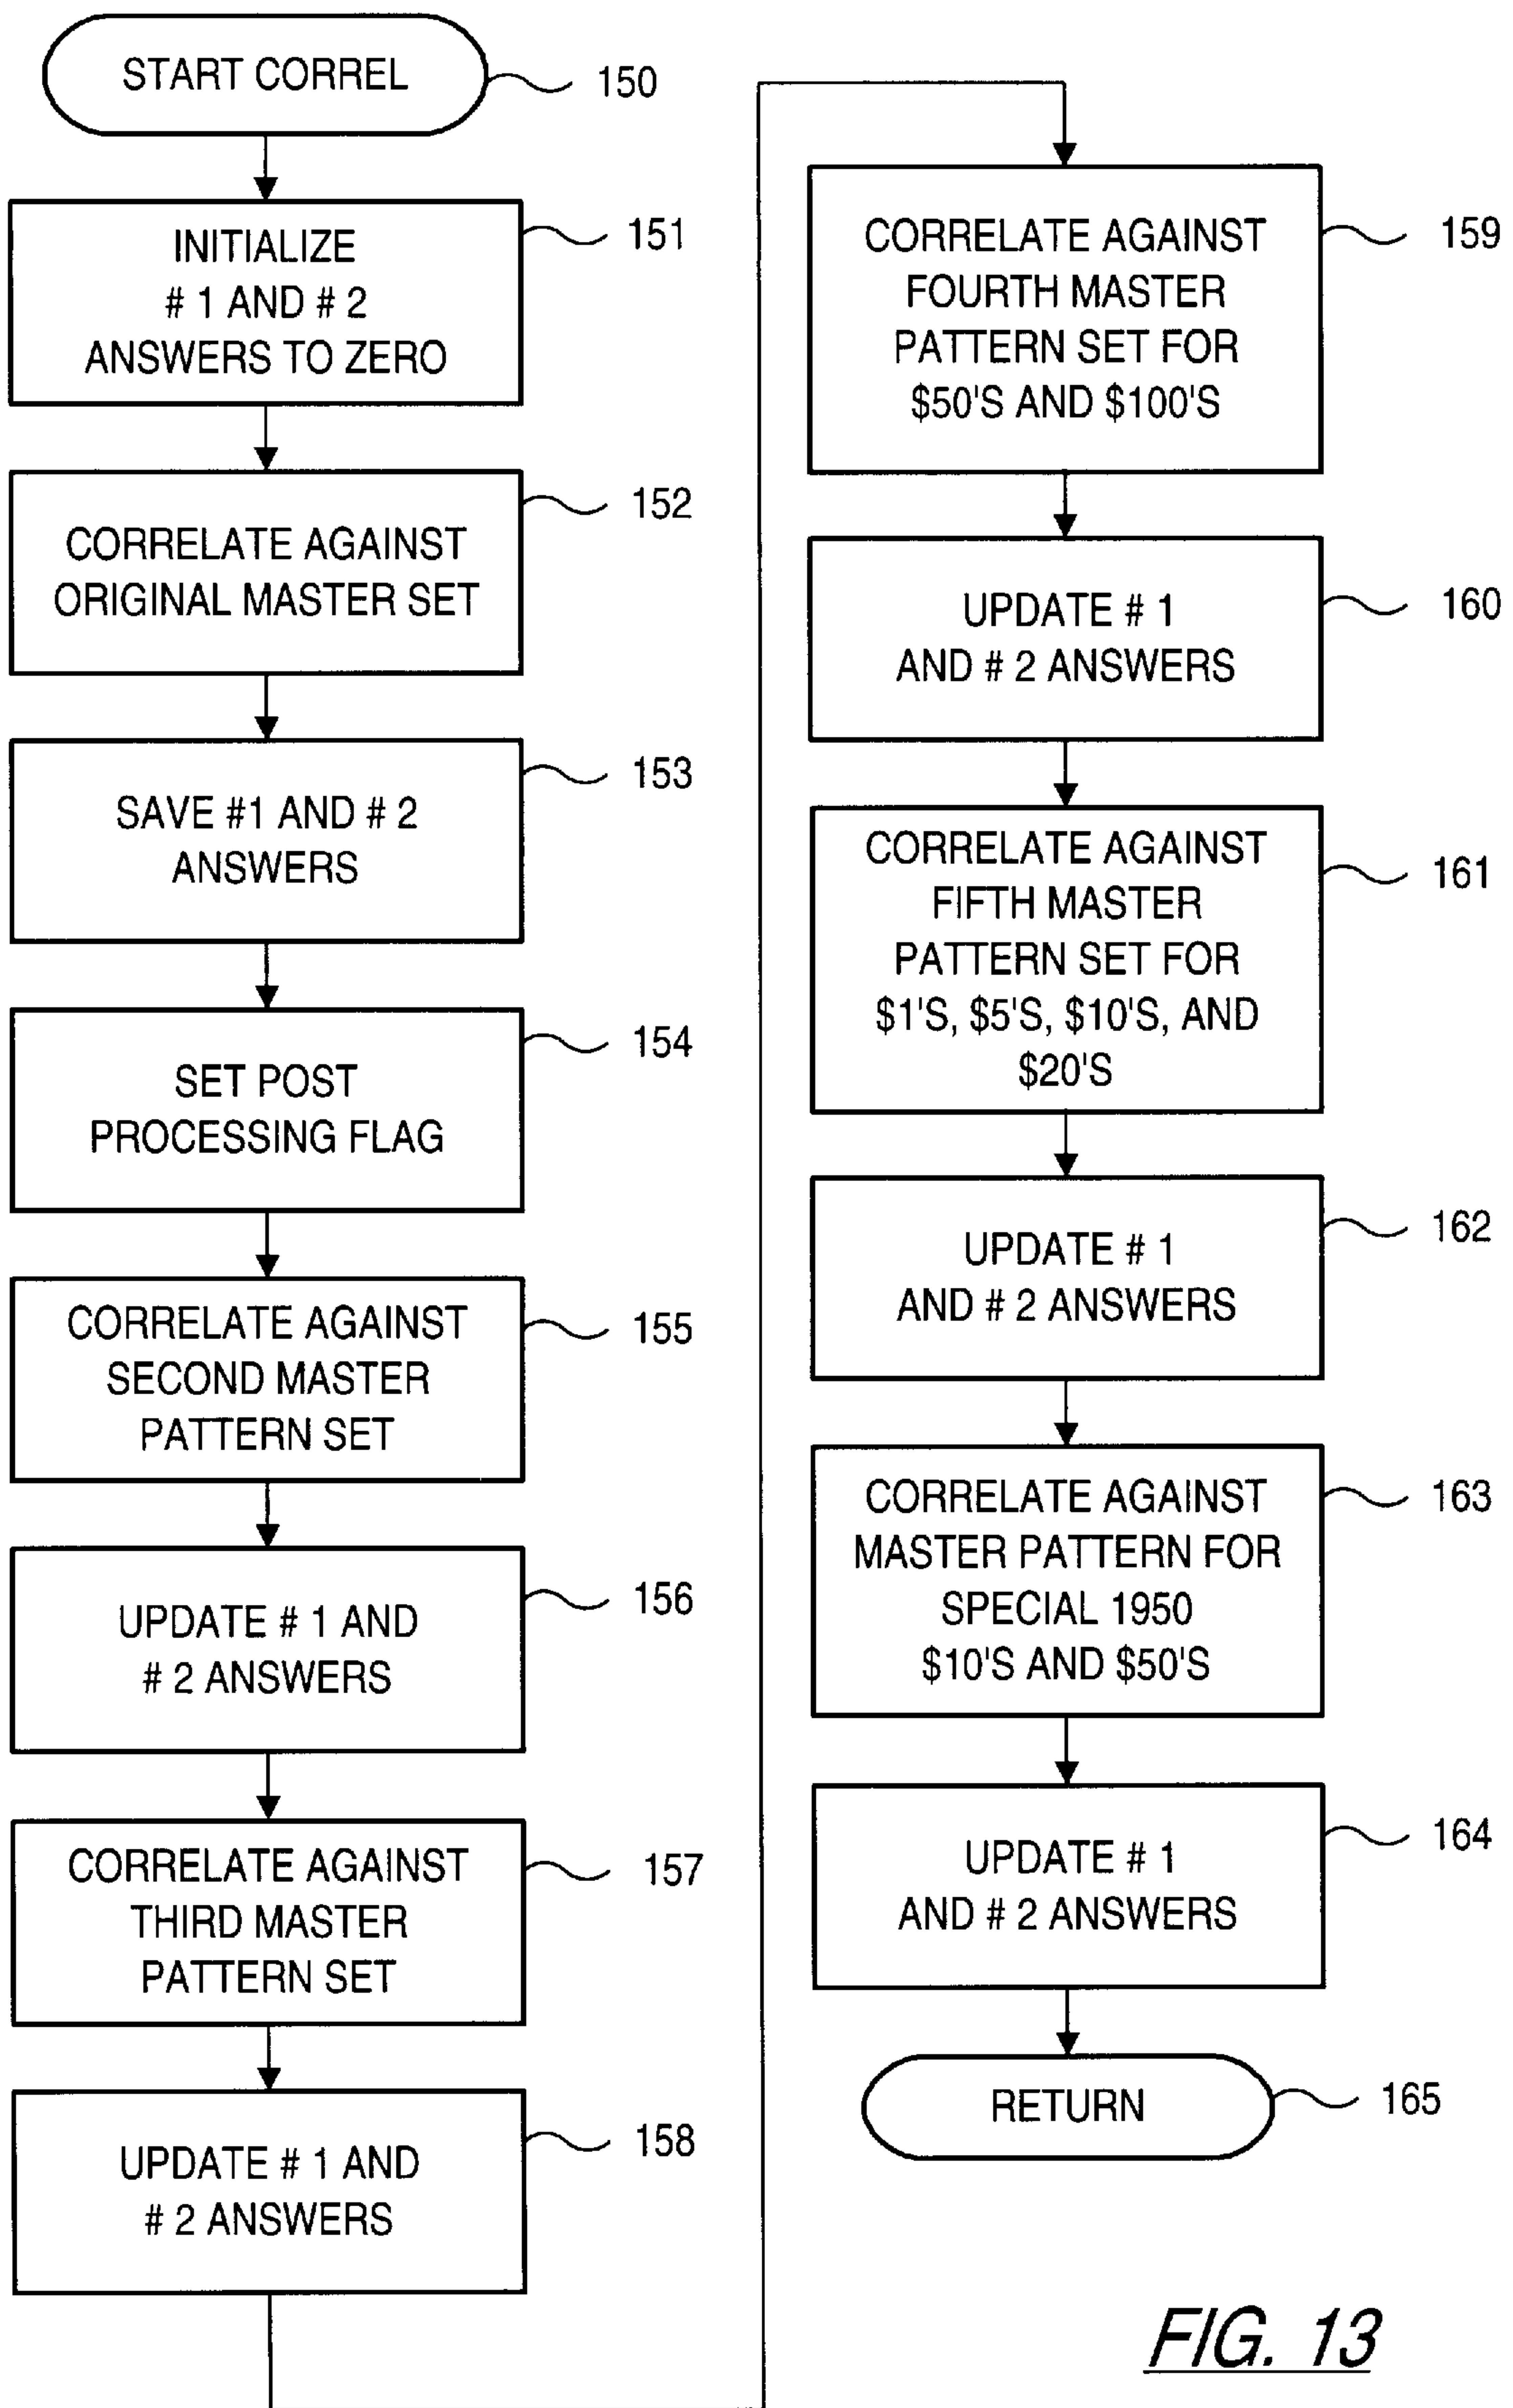 START CORREL
150
INITIALIZE
# 1 AND # 2
ANSWERS TO ZERO
151
CORRELATE AGAINST
ORIGINAL MASTER SET
152
SAVE #1 AND # 2
ANSWERS
153
SET POST
PROCESSING FLAG
154
CORRELATE AGAINST
SECOND MASTER
PATTERN SET
155
UPDATE # 1 AND
# 2 ANSWERS
156
CORRELATE AGAINST
THIRD MASTER
PATTERN SET
157
UPDATE # 1 AND
# 2 ANSWERS
158
CORRELATE AGAINST
FOURTH MASTER
PATTERN SET FOR
$50'S AND $100'S
159
UPDATE # 1
AND # 2 ANSWERS
160
CORRELATE AGAINST
FIFTH MASTER
PATTERN SET FOR
$1'S, $5'S, $10'S, AND
$20'S
161
UPDATE # 1
AND # 2 ANSWERS
162
CORRELATE AGAINST
MASTER PATTERN FOR
SPECIAL 1950
$10'S AND $50'S
163
UPDATE # 1
AND # 2 ANSWERS
164
RETURN
165
FIG. 13